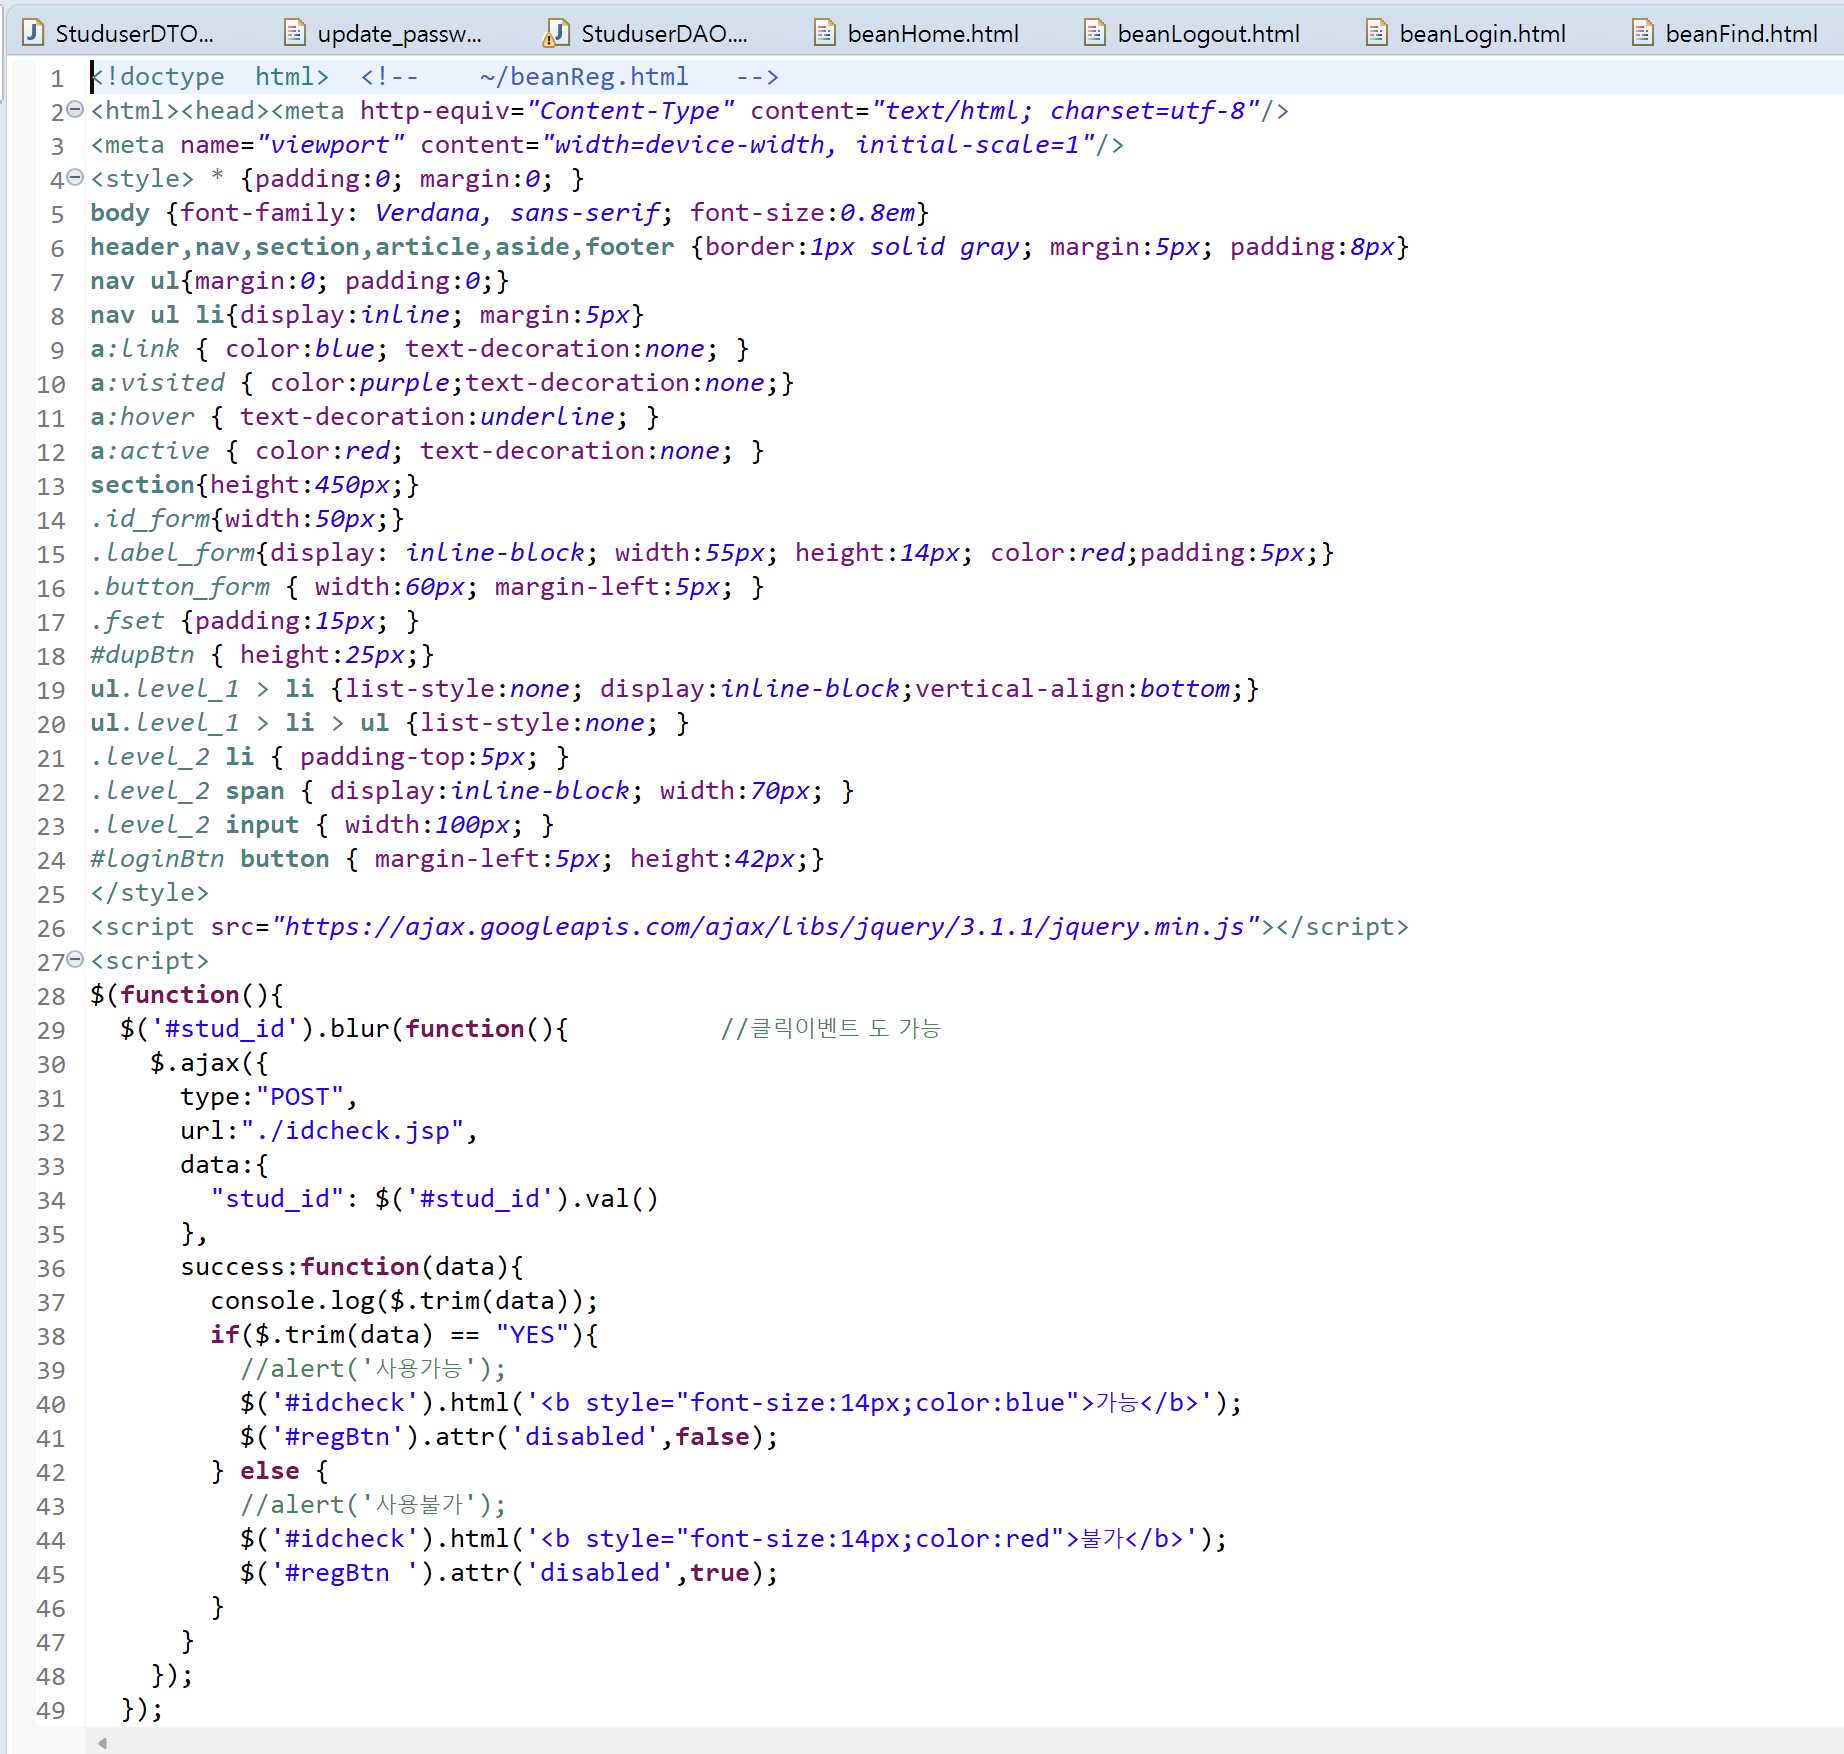 StuduserDTO... update_passw... StuduserDAO.... beanHome.html beanLogout.html beanLogin.html beanFind.html
1 <!doctype  html>  <!--    ~/beanReg.html   -->
2 <html><head><meta http-equiv="Content-Type" content="text/html; charset=utf-8"/>
3 <meta name="viewport" content="width=device-width, initial-scale=1"/>
4 <style> * {padding:0; margin:0; }
5 body {font-family: Verdana, sans-serif; font-size:0.8em}
6 header,nav,section,article,aside,footer {border:1px solid gray; margin:5px; padding:8px}
7 nav ul{margin:0; padding:0;}
8 nav ul li{display:inline; margin:5px}
9 a:link { color:blue; text-decoration:none; }
10 a:visited { color:purple;text-decoration:none;}
11 a:hover { text-decoration:underline; }
12 a:active { color:red; text-decoration:none; }
13 section{height:450px;}
14 .id_form{width:50px;}
15 .label_form{display: inline-block; width:55px; height:14px; color:red;padding:5px;}
16 .button_form { width:60px; margin-left:5px; }
17 .fset {padding:15px; }
18 #dupBtn { height:25px;}
19 ul.level_1 > li {list-style:none; display:inline-block;vertical-align:bottom;}
20 ul.level_1 > li > ul {list-style:none; }
21 .level_2 li { padding-top:5px; }
22 .level_2 span { display:inline-block; width:70px; }
23 .level_2 input { width:100px; }
24 #loginBtn button { margin-left:5px; height:42px;}
25 </style>
26 <script src="https://ajax.googleapis.com/ajax/libs/jquery/3.1.1/jquery.min.js"></script>
27 <script>
28 $(function(){
29   $('#stud_id').blur(function(){          //클릭이벤트 도 가능
30     $.ajax({
31       type:"POST",
32       url:"./idcheck.jsp",
33       data:{
34         "stud_id": $('#stud_id').val()
35       },
36       success:function(data){
37         console.log($.trim(data));
38         if($.trim(data) == "YES"){
39           //alert('사용가능');
40           $('#idcheck').html('<b style="font-size:14px;color:blue">가능</b>');
41           $('#regBtn').attr('disabled',false);
42         } else {
43           //alert('사용불가');
44           $('#idcheck').html('<b style="font-size:14px;color:red">불가</b>');
45           $('#regBtn ').attr('disabled',true);
46         }
47       }
48     });
49   });